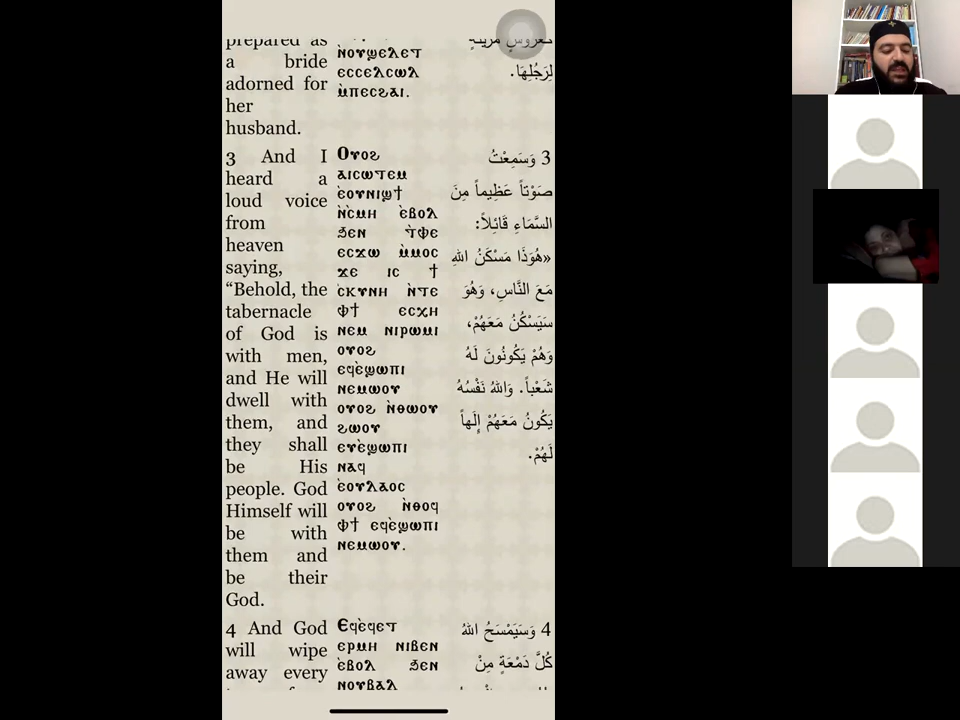 prepared as
a bride
adorned for
her
husband.
3 And I
heard a
loud voice
from
heaven
saying,
“Behold, the
tabernacle
of God is
with men,
and He will
dwell with
them, and
they shall
be His
people. God
Himself will
be with
them and
be their
God.
4 And God
will wipe
away every
ⲛ̀ⲟⲩϣⲉⲗⲉⲧ
ⲉⲥⲥⲉⲗⲥⲱⲗ
ⲙ̀ⲡⲉⲥϩⲁⲓ.
Ⲟⲩⲟϩ
ⲁⲓⲥⲱⲧⲉⲙ
ⲉ̀ⲟⲩⲛⲓϣϯ
ⲛ̀ⲥⲙⲏ ⲉ̀ⲃⲟⲗ
ϧⲉⲛ ⲧ̀ⲫⲉ
ⲉⲥϫⲱ ⲙ̀ⲙⲟⲥ
ϫⲉ ⲓⲥ ϯ
ⲥ̀ⲕⲩⲛⲏ ⲛ̀ⲧⲉ
ⲫϯ ⲉⲥⲭⲏ
ⲛⲉⲙ ⲛⲓⲣⲱⲙⲓ
ⲟⲩⲟϩ
ⲉϥⲉ̀ϣⲱⲡⲓ
ⲛⲉⲙⲱⲟⲩ
ⲟⲩⲟϩ ⲛ̀ⲑⲱⲟⲩ
ϩⲱⲟⲩ
ⲉⲩⲉ̀ϣⲱⲡⲓ
ⲛⲁϥ
ⲉ̀ⲟⲩⲗⲁⲟⲥ
ⲟⲩⲟϩ ⲛ̀ⲑⲟϥ
ⲫϯ ⲉϥⲉ̀ϣⲱⲡⲓ
ⲛⲉⲙⲱⲟⲩ.
Ⲉϥⲉ̀ϥⲉⲧ
ⲉⲣⲙⲏ ⲛⲓⲃⲉⲛ
ⲉ̀ⲃⲟⲗ ϧⲉⲛ
ⲛⲟⲩⲃⲁⲗ
كَعَرُوسٍ مُزَيَّنَةٍ
لِرَجُلِهَا.
3 وَسَمِعْتُ
صَوْتاً عَظِيماً مِنَ
السَّمَاءِ قَائِلاً:
«هُوَذَا مَسْكَنُ اللهِ
مَعَ النَّاسِ، وَهُوَ
سَيَسْكُنُ مَعَهُمْ،
وَهُمْ يَكُونُونَ لَهُ
شَعْباً. وَاللهُ نَفْسُهُ
يَكُونُ مَعَهُمْ إِلَهاً
لَهُمْ.
4 وَسَيَمْسَحُ اللهُ
كُلَّ دَمْعَةٍ مِنْ